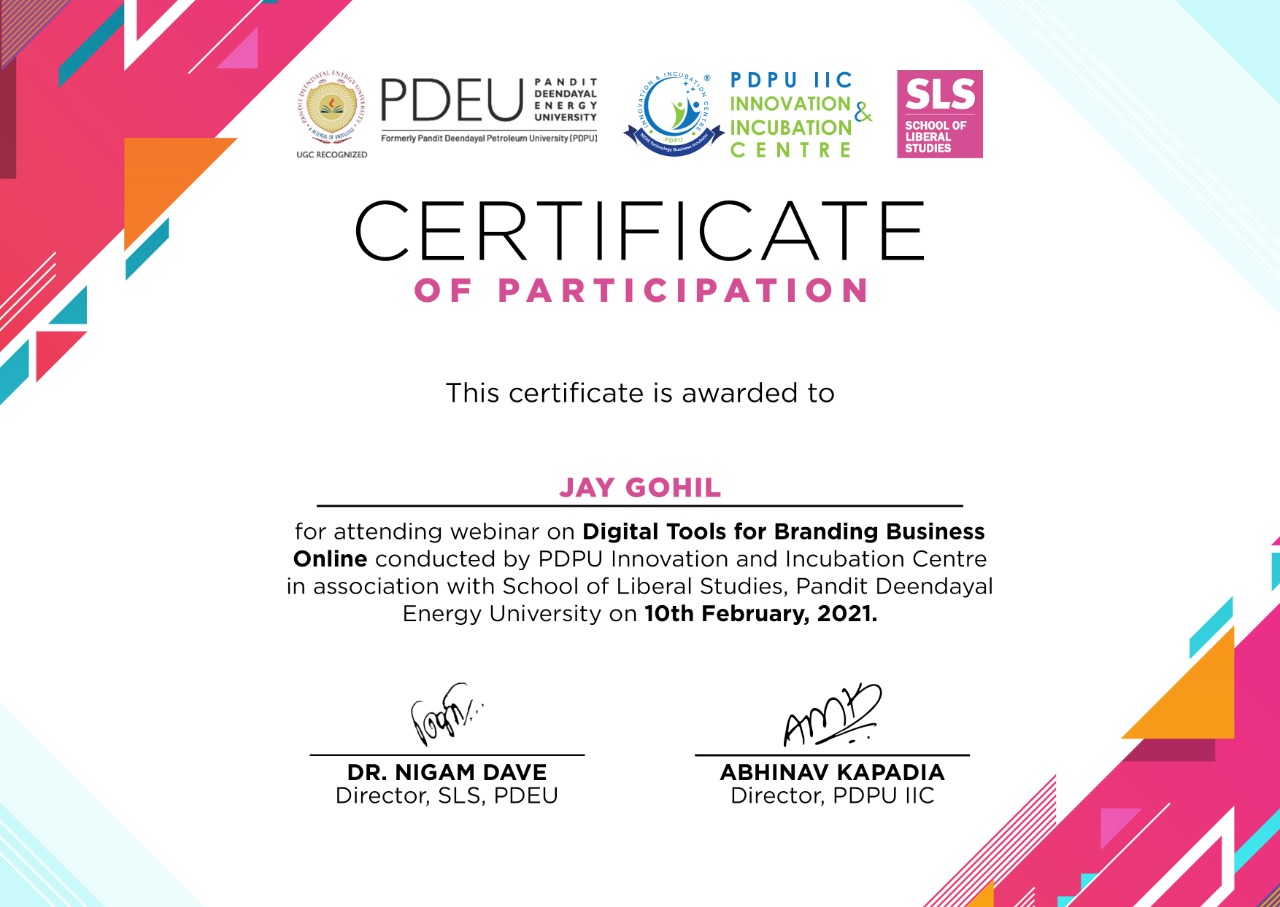 PANDIT DEENDAYAL ENERGY UNIVERSITY
UGC RECOGNIZED
PDEU
PANDIT
DEENDAYAL
ENERGY
UNIVERSITY
Formerly Pandit Deendayal Petroleum University (PDPU)
INNOVATION & INCUBATION CENTRE
PDPU
®
PDPU IIC
INNOVATION &
INCUBATION
CENTRE
SLS
SCHOOL OF
LIBERAL
STUDIES
CERTIFICATE
OF PARTICIPATION
This certificate is awarded to
JAY GOHIL
for attending webinar on Digital Tools for Branding Business
Online conducted by PDPU Innovation and Incubation Centre
in association with School of Liberal Studies, Pandit Deendayal
Energy University on 10th February, 2021.
AMK
DR. NIGAM DAVE
Director, SLS, PDEU
ABHINAV KAPADIA
Director, PDPU IIC